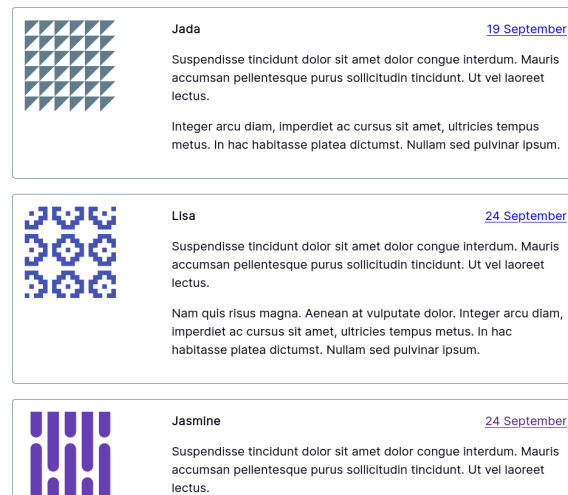 Jada 19 September
Suspendisse tincidunt dolor sit amet dolor congue interdum. Mauris
accumsan pellentesque purus sollicitudin tincidunt. Ut vel laoreet
lectus.
Integer arcu diam, imperdiet ac cursus sit amet, ultricies tempus
metus. In hac habitasse platea dictumst. Nullam sed pulvinar ipsum.
Lisa 24 September
Suspendisse tincidunt dolor sit amet dolor congue interdum. Mauris
accumsan pellentesque purus sollicitudin tincidunt. Ut vel laoreet
lectus.
Nam quis risus magna. Aenean at vulputate dolor. Integer arcu diam,
imperdiet ac cursus sit amet, ultricies tempus metus. In hac
habitasse platea dictumst. Nullam sed pulvinar ipsum.
Jasmine 24 September
Suspendisse tincidunt dolor sit amet dolor congue interdum. Mauris
accumsan pellentesque purus sollicitudin tincidunt. Ut vel laoreet
lectus.